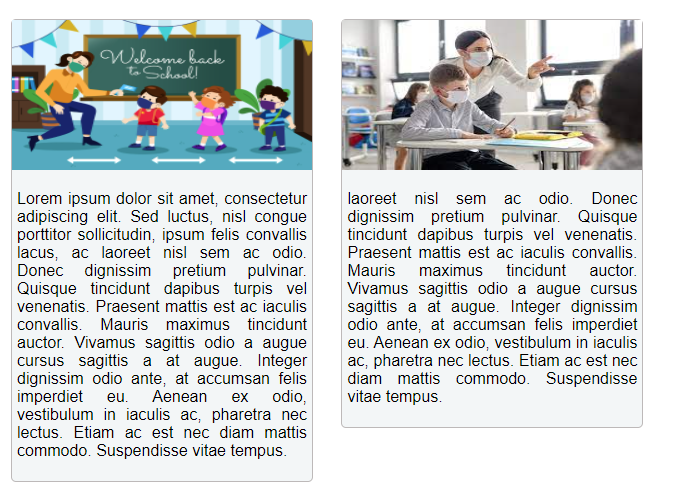 Welcome back
to School!
Lorem ipsum dolor sit amet, consectetur
adipiscing elit. Sed luctus, nisl congue
porttitor sollicitudin, ipsum felis convallis
lacus, ac laoreet nisl sem ac odio.
Donec dignissim pretium pulvinar.
Quisque tincidunt dapibus turpis vel
venenatis. Praesent mattis est ac iaculis
convallis. Mauris maximus tincidunt
auctor. Vivamus sagittis odio a augue
cursus sagittis a at augue. Integer
dignissim odio ante, at accumsan felis
imperdiet eu. Aenean ex odio,
vestibulum in iaculis ac, pharetra nec
lectus. Etiam ac est nec diam mattis
commodo. Suspendisse vitae tempus.
laoreet nisl sem ac odio. Donec
dignissim pretium pulvinar. Quisque
tincidunt dapibus turpis vel venenatis.
Praesent mattis est ac iaculis convallis.
Mauris maximus tincidunt auctor.
Vivamus sagittis odio a augue cursus
sagittis a at augue. Integer dignissim
odio ante, at accumsan felis imperdiet
eu. Aenean ex odio, vestibulum in iaculis
ac, pharetra nec lectus. Etiam ac est nec
diam mattis commodo. Suspendisse
vitae tempus.